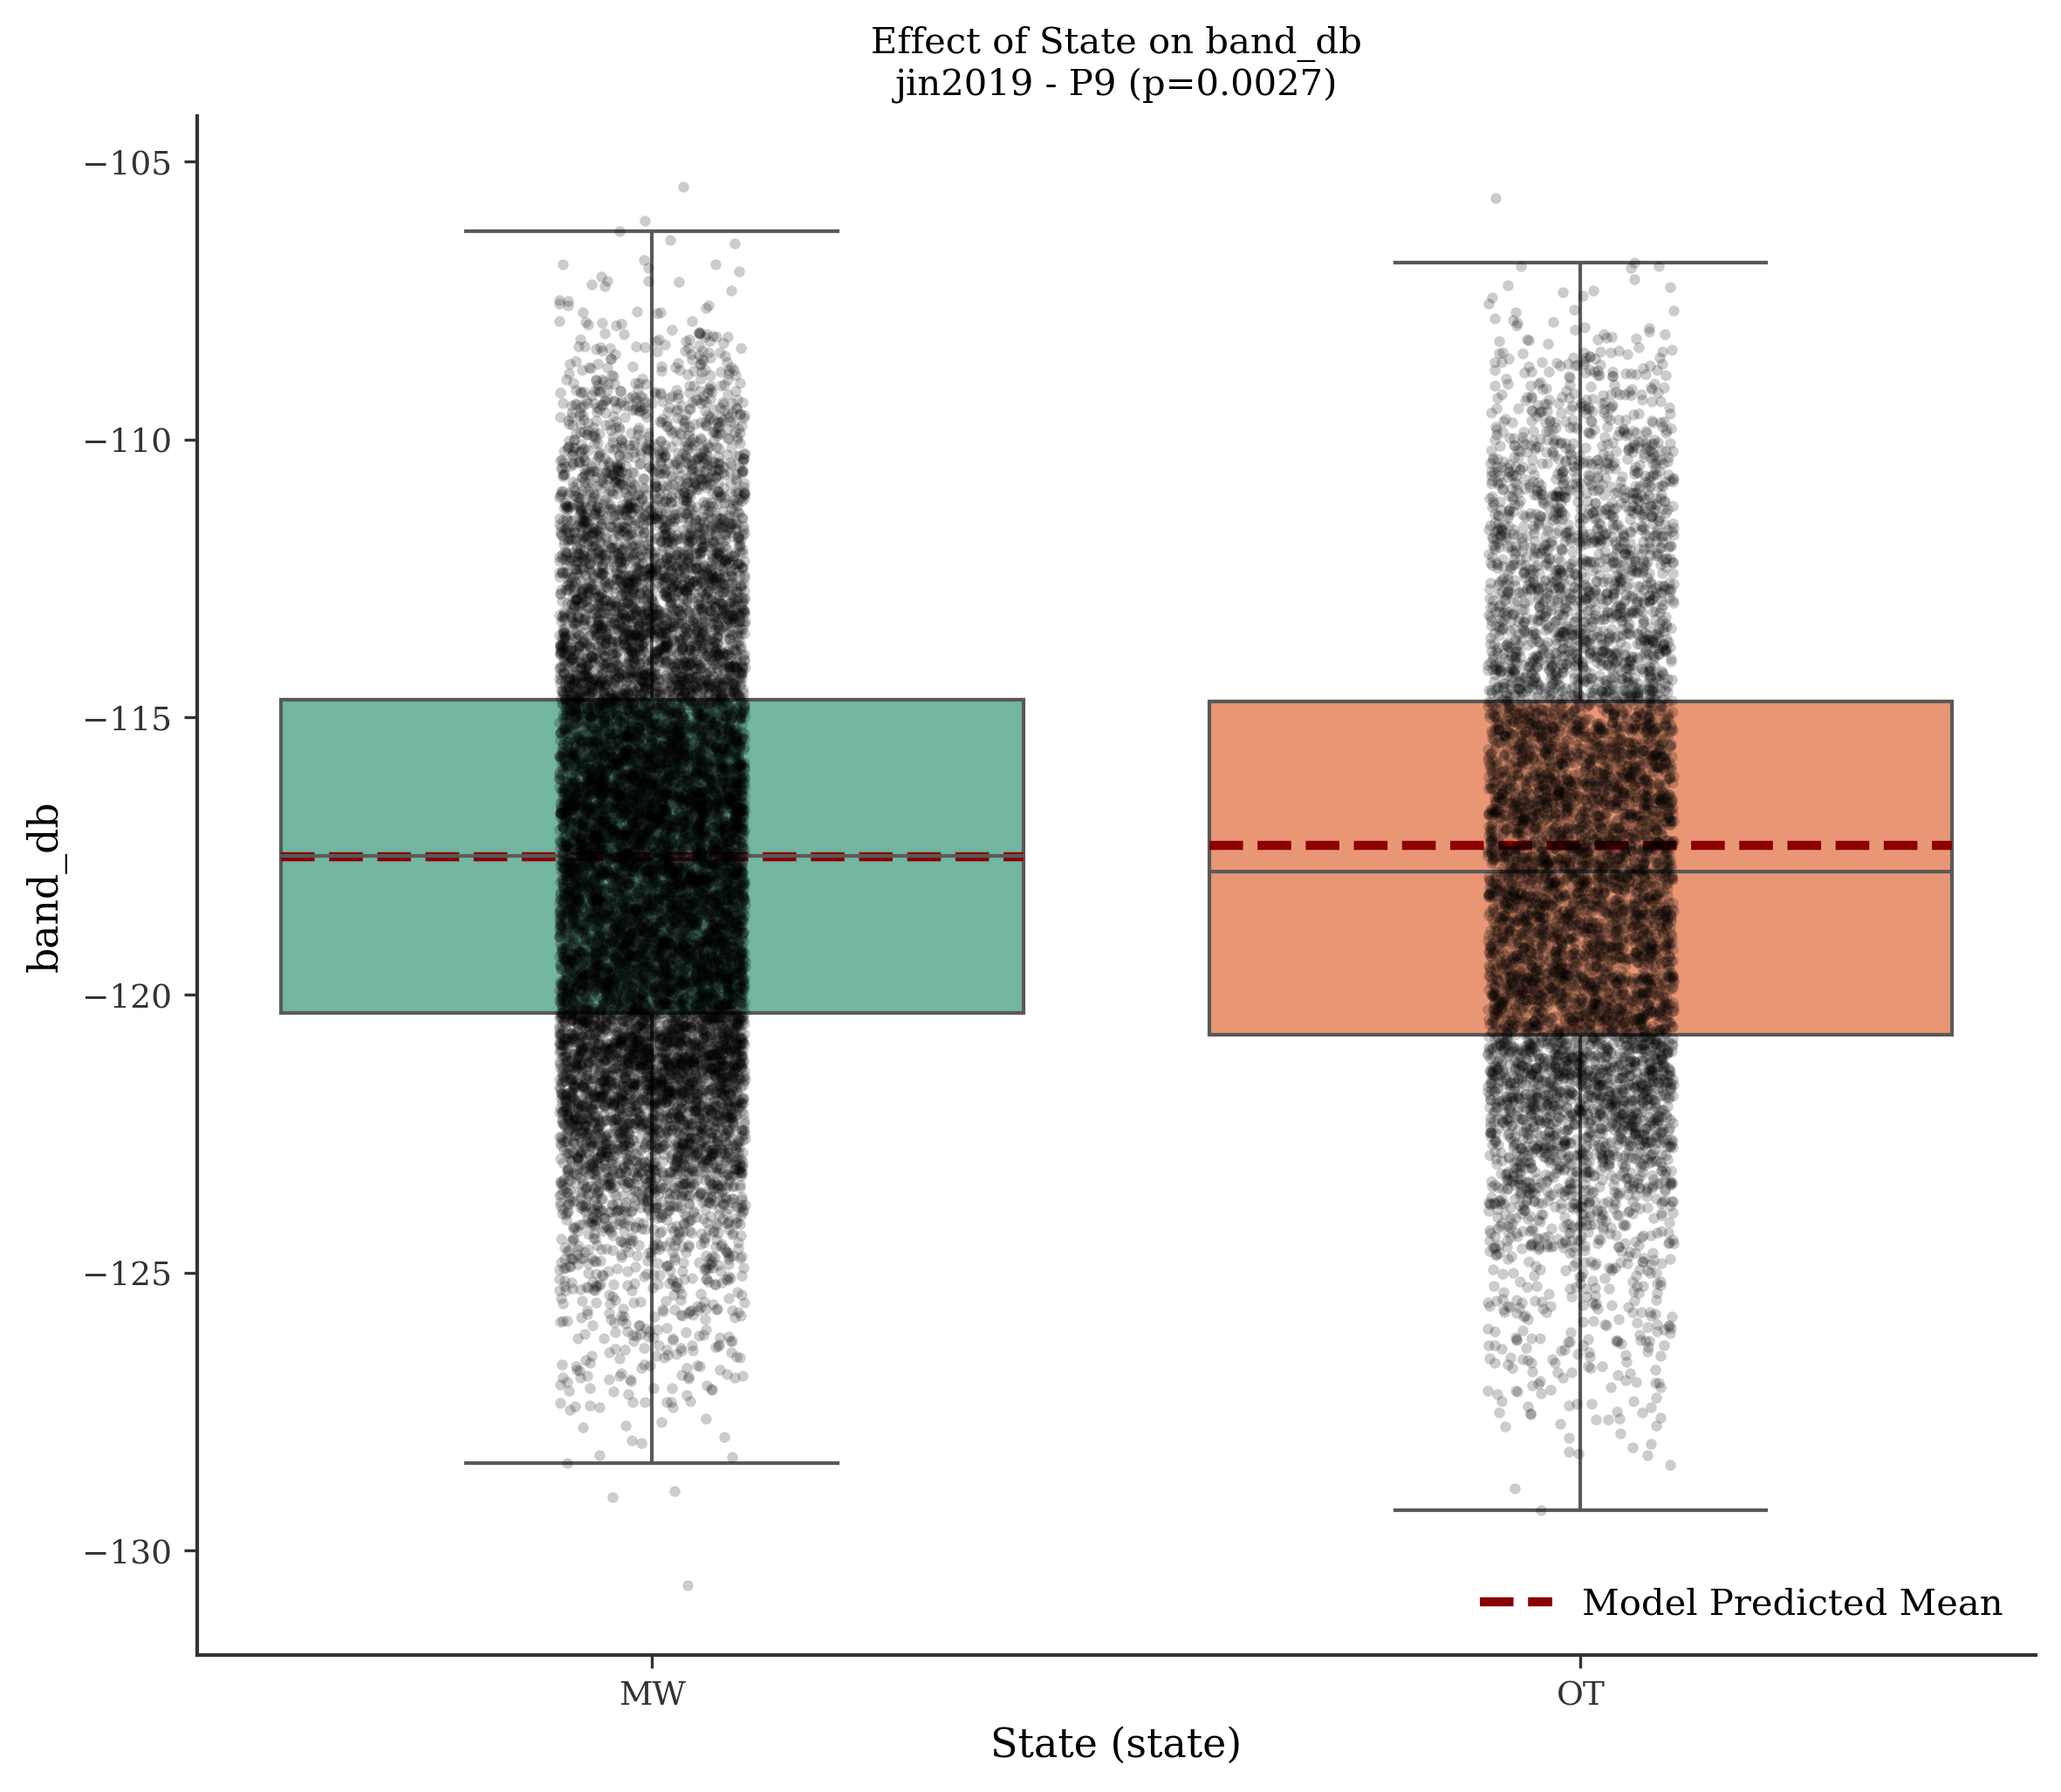 Effect of State on band_db
jin2019 - P9 (p=0.0027)
band_db
−105
−110
−115
−120
−125
−130
Model Predicted Mean
MW
OT
State (state)